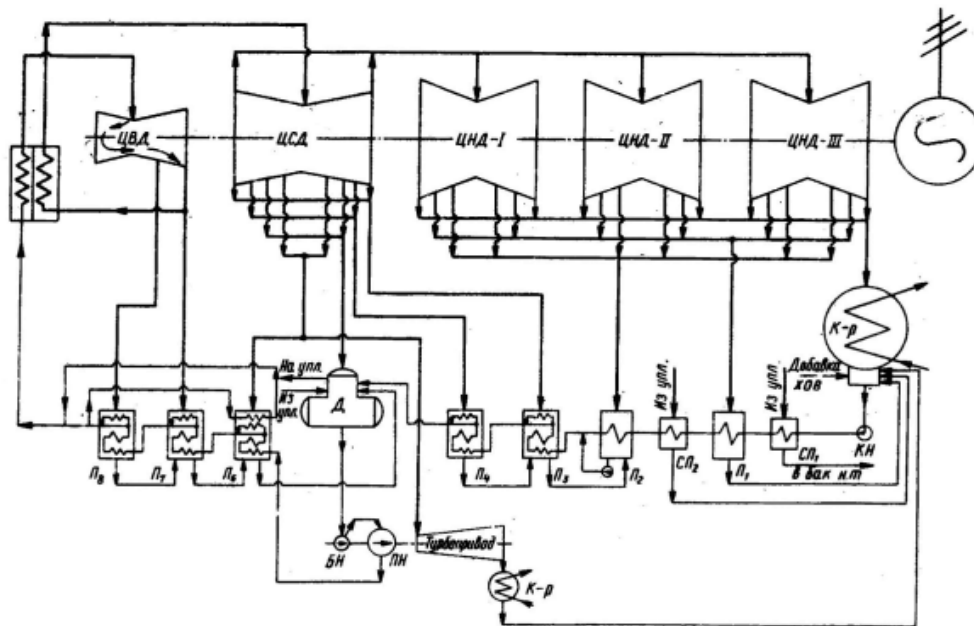 ЦВД
ЦСД
ЦНД-I
ЦНД-II
ЦНД-III
К-р
На упл.
Из упл.
Д
Из упл.
Из упл.
Добавка
ХОВ
П₈
П₇
П₆
П₄
П₃
П₂
СП₂
П₁
СП₁
КН
в бак н.т
БН
ПН
Турбопривод
К-р